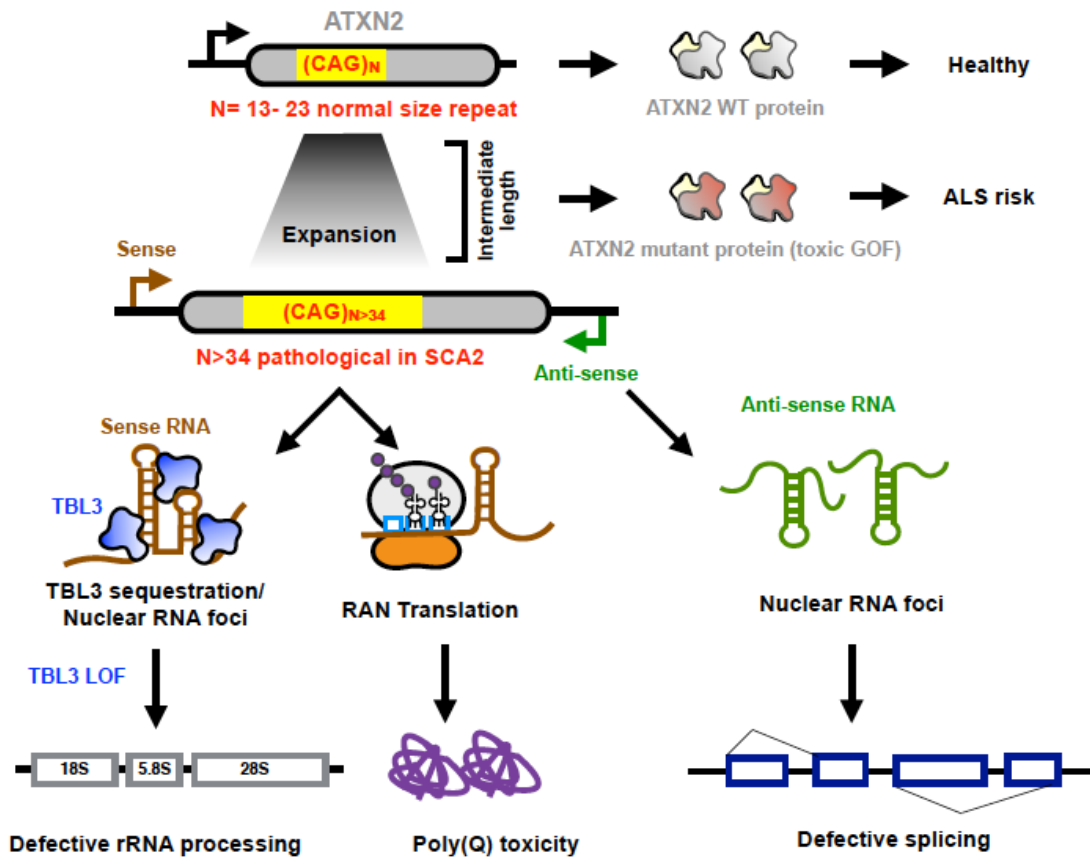 ATXN2
(CAG)N
N= 13- 23 normal size repeat
ATXN2 WT protein
Healthy
Intermediate
length
Expansion
ATXN2 mutant protein (toxic GOF)
ALS risk
Sense
(CAG)N>34
N>34 pathological in SCA2
Anti-sense
Sense RNA
TBL3
TBL3 sequestration/
Nuclear RNA foci
RAN Translation
Anti-sense RNA
Nuclear RNA foci
TBL3 LOF
18S
5.8S
28S
Defective rRNA processing
Poly(Q) toxicity
Defective splicing